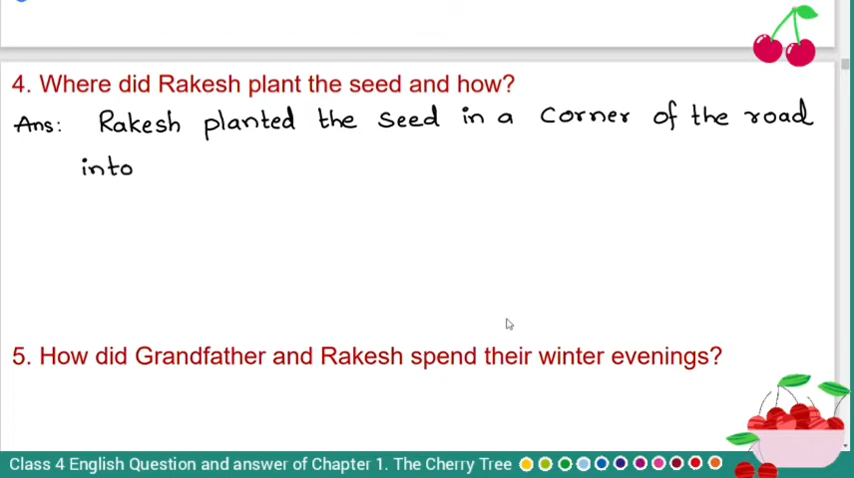 4. Where did Rakesh plant the seed and how?
Ans: Rakesh planted the seed in a corner of the road
into
5. How did Grandfather and Rakesh spend their winter evenings?
Class 4 English Question and answer of Chapter 1. The Cherry Tree